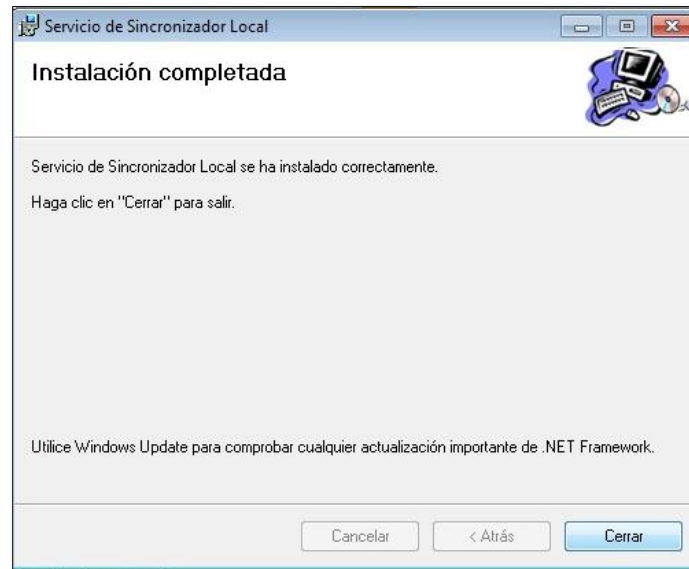 Servicio de Sincronizador Local
Instalación completada
Servicio de Sincronizador Local se ha instalado correctamente.
Haga clic en "Cerrar" para salir.
Utilice Windows Update para comprobar cualquier actualización importante de .NET Framework.
Cancelar
< Atrás
Cerrar